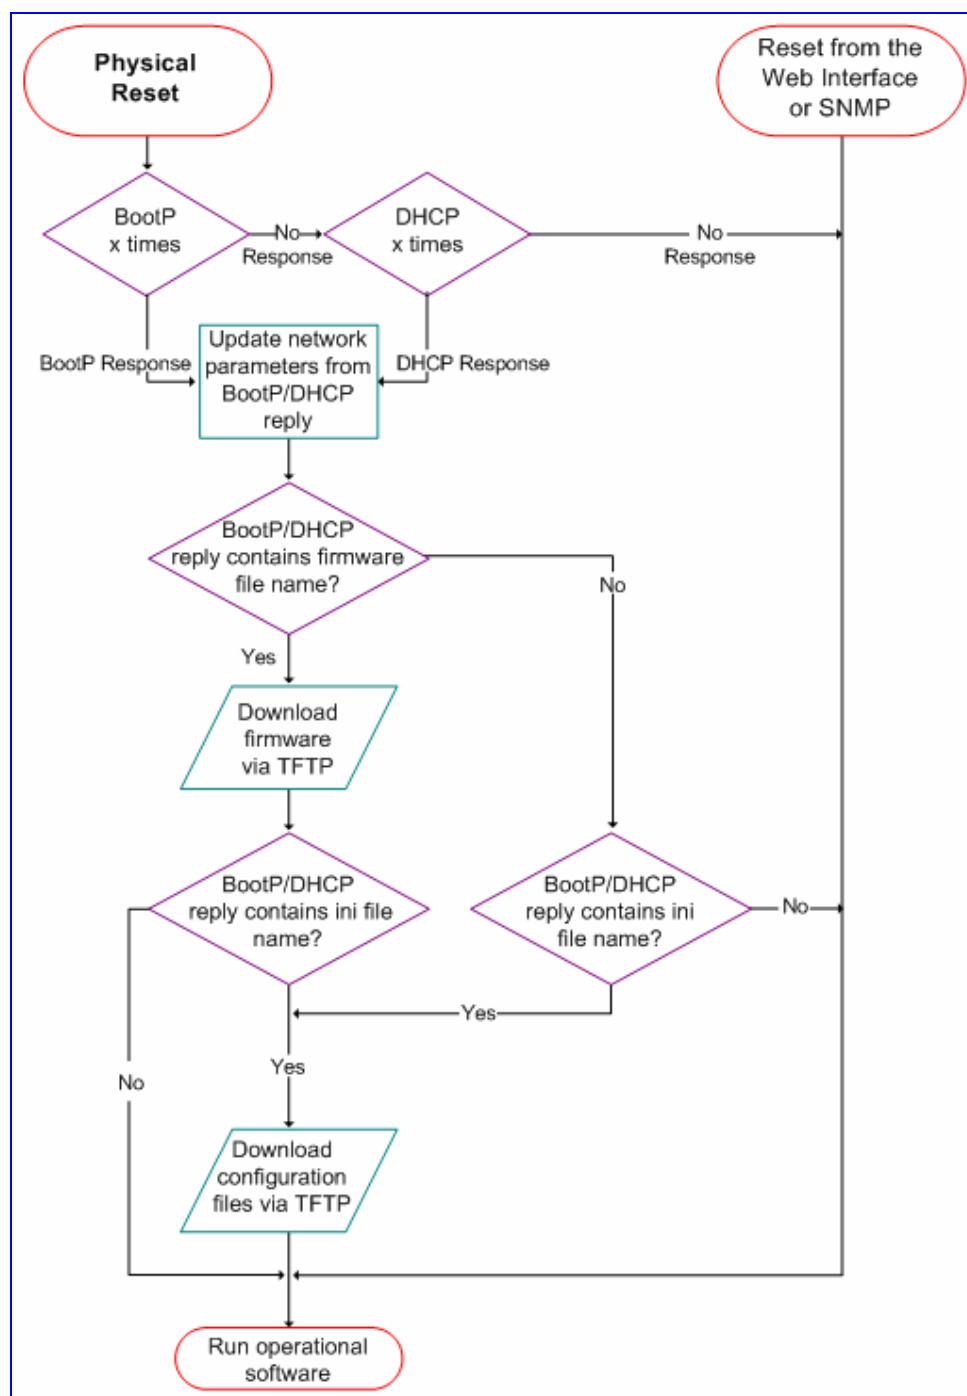 Physical
Reset
Reset from the
Web Interface
or SNMP
BootP
x times
No
Response
DHCP
x times
No
Response
BootP Response
Update network
parameters from
BootP/DHCP
reply
DHCP Response
BootP/DHCP
reply contains firmware
file name?
No
Yes
Download
firmware
via TFTP
BootP/DHCP
reply contains ini file
name?
BootP/DHCP
reply contains ini
file name?
No
Yes
Yes
No
Download
configuration
files via TFTP
Run operational
software